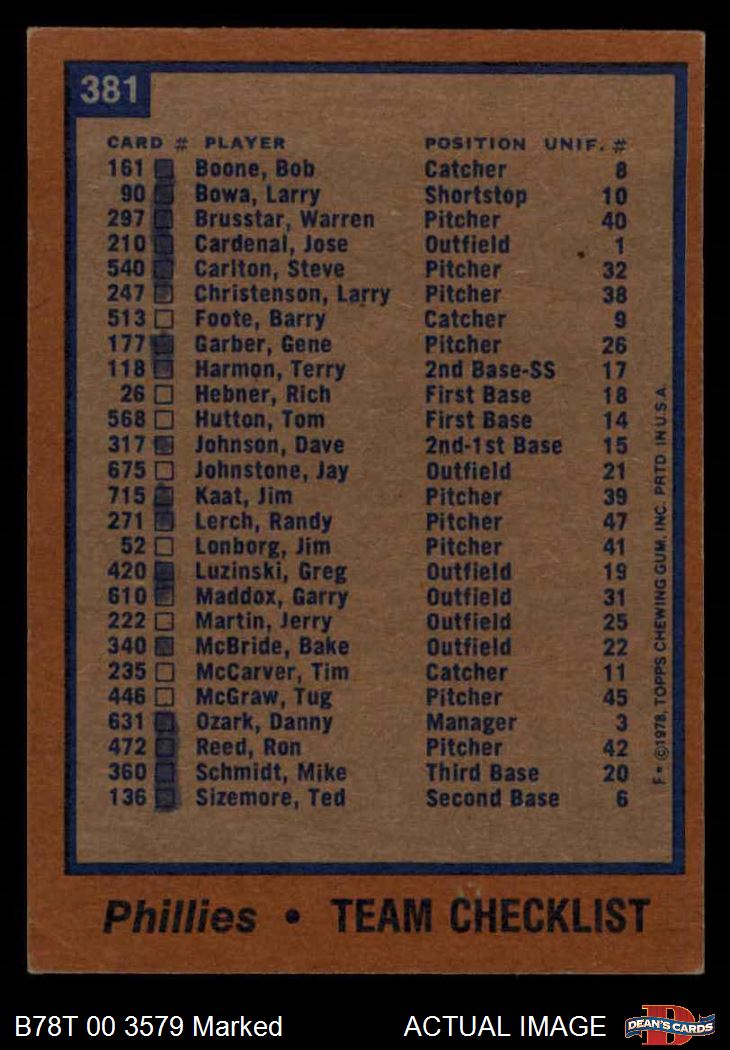 381
CARD # PLAYER POSITION UNIF. #
161 Boone, Bob Catcher 8
90 Bowa, Larry Shortstop 10
297 Brusstar, Warren Pitcher 40
210 Cardenal, Jose Outfield 1
540 Carlton, Steve Pitcher 32
247 Christenson, Larry Pitcher 38
513 Foote, Barry Catcher 9
177 Garber, Gene Pitcher 26
118 Harmon, Terry 2nd Base-SS 17
26 Hebner, Rich First Base 18
568 Hutton, Tom First Base 14
317 Johnson, Dave 2nd-1st Base 15
675 Johnstone, Jay Outfield 21
715 Kaat, Jim Pitcher 39
271 Lerch, Randy Pitcher 47
52 Lonborg, Jim Pitcher 41
420 Luzinski, Greg Outfield 19
610 Maddox, Garry Outfield 31
222 Martin, Jerry Outfield 25
340 McBride, Bake Outfield 22
235 McCarver, Tim Catcher 11
446 McGraw, Tug Pitcher 45
631 Ozark, Danny Manager 3
472 Reed, Ron Pitcher 42
360 Schmidt, Mike Third Base 20
136 Sizemore, Ted Second Base 6
F* ©1978, TOPPS CHEWING GUM, INC. PRTD IN U.S.A.
Phillies • TEAM CHECKLIST
B78T 00 3579 Marked ACTUAL IMAGE
DEAN'S CARDS